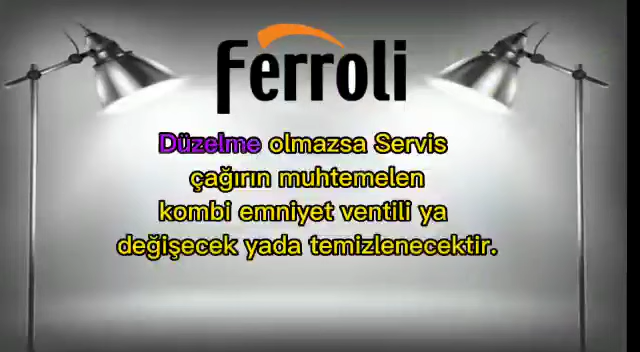 Ferroli
Düzelme olmazsa Servis
çağırın muhtemelen
kombi emniyet ventili ya
değişecek yada temizlenecektir.